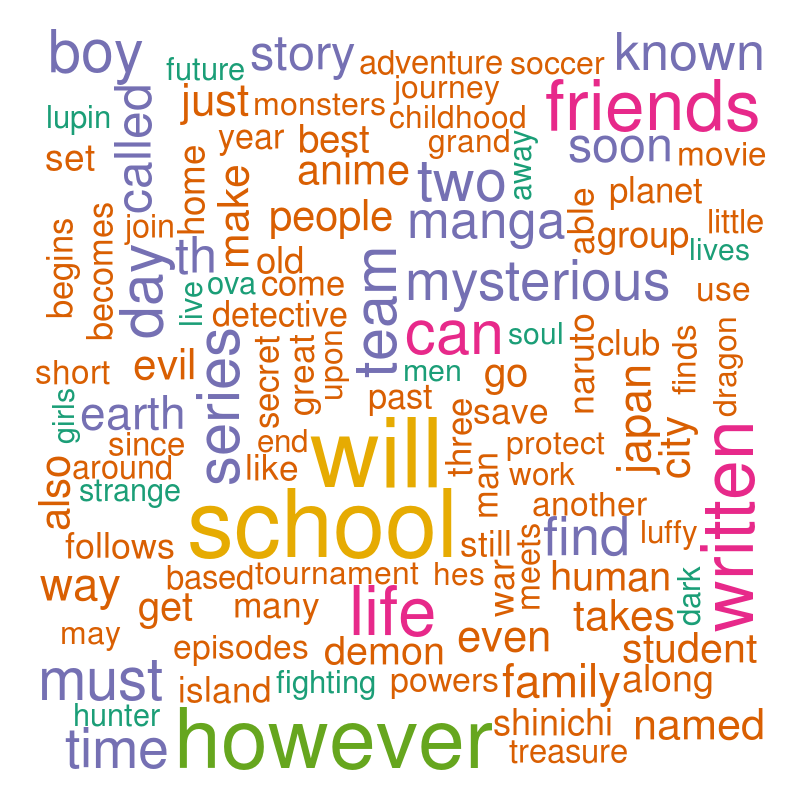 boy
future
story
adventure
soccer
known
lupin
called
just
monsters
journey
childhood
friends
set
year
best
grand
away
soon
movie
home
make
anime
two
planet
begins
becomes
join
people
manga
able
group
little
lives
day
th
old
live
ova
come
team
mysterious
use
detective
can
soul
short
evil
series
secret
great
upon
men
go
naruto
club
finds
dragon
girls
earth
past
three
save
japan
city
since
end
will
protect
written
also
around
like
man
work
strange
school
another
follows
still
find
luffy
way
based
tournament
hes
war
meets
human
dark
get
many
life
takes
may
episodes
demon
even
student
must
island
fighting
powers
family
along
hunter
however
shinichi
named
time
treasure